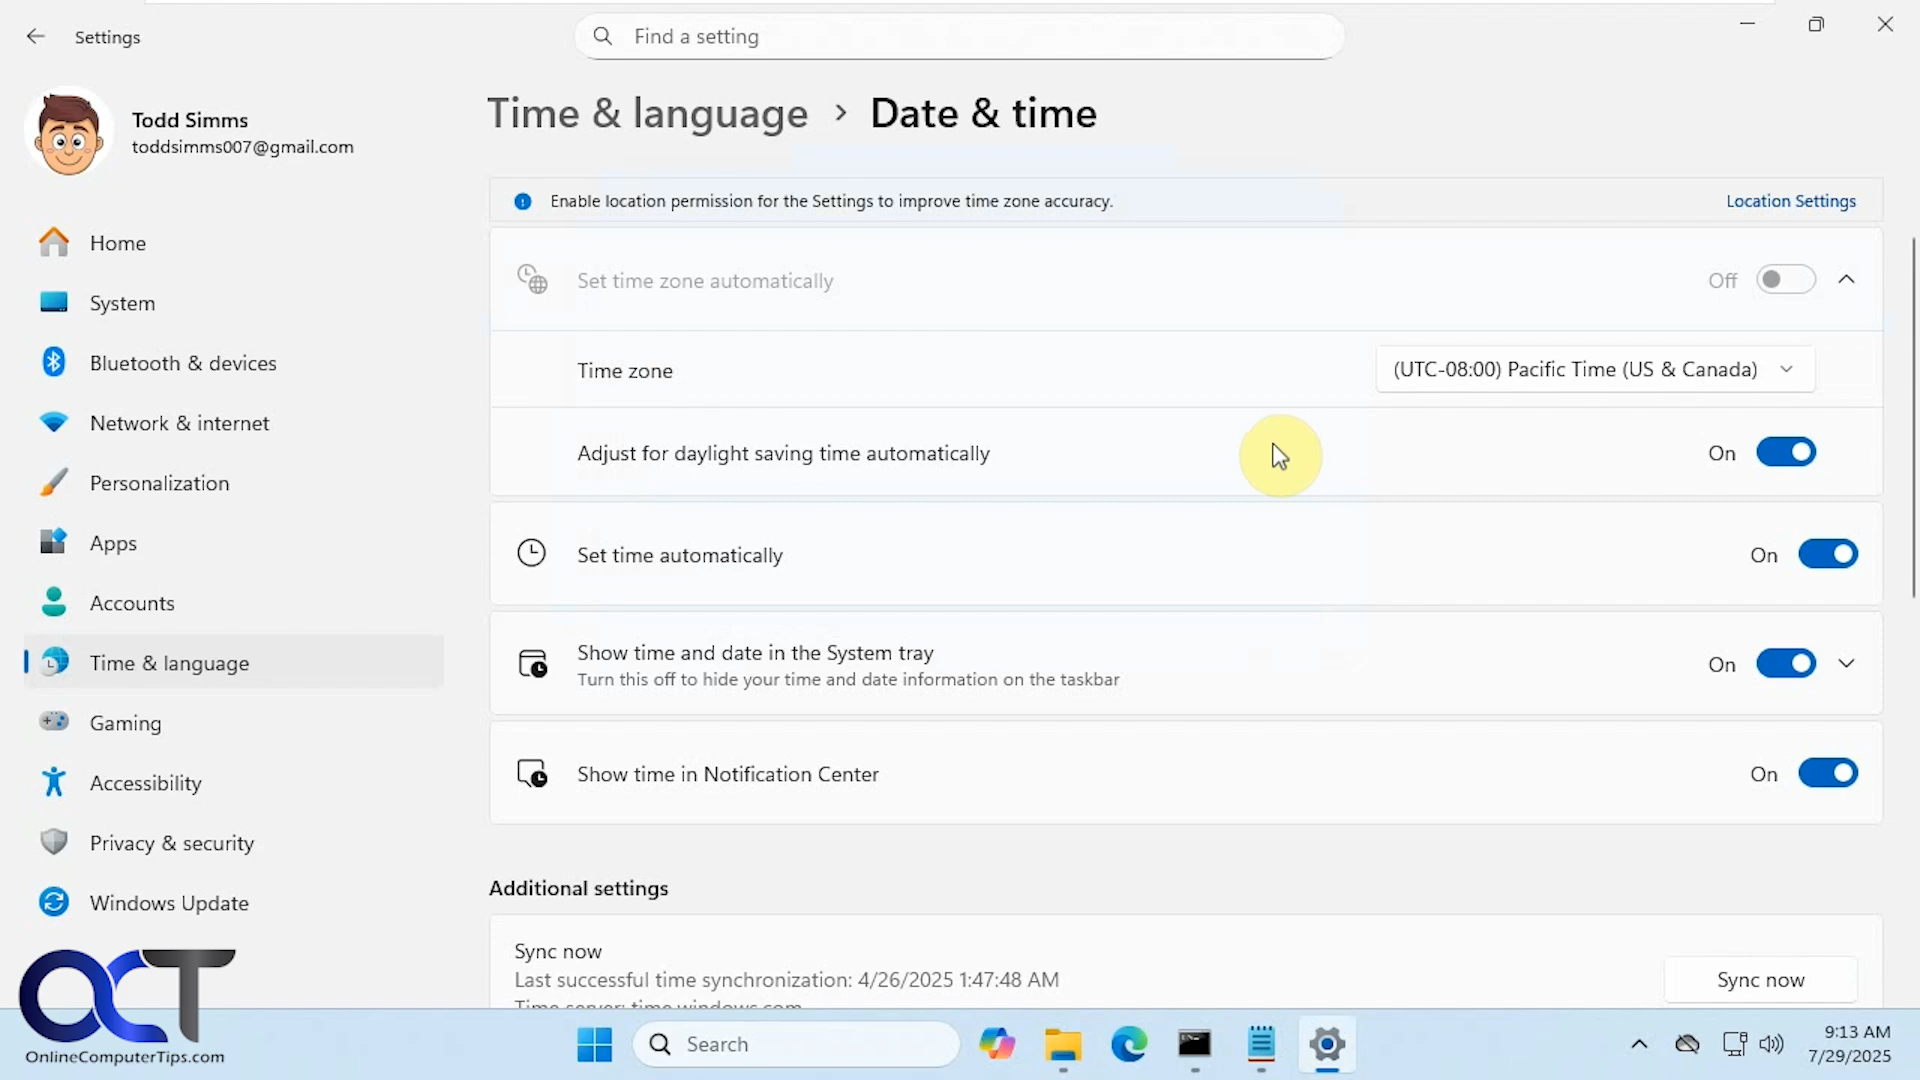 Settings
Find a setting
Todd Simms
toddsimms007@gmail.com
Home
System
Bluetooth & devices
Network & internet
Personalization
Apps
Accounts
Time & language
Gaming
Accessibility
Privacy & security
Windows Update
Time & language > Date & time
Enable location permission for the Settings to improve time zone accuracy.
Location Settings
Set time zone automatically
Off
Time zone
(UTC-08:00) Pacific Time (US & Canada)
Adjust for daylight saving time automatically
On
Set time automatically
On
Show time and date in the System tray
Turn this off to hide your time and date information on the taskbar
On
Show time in Notification Center
On
Additional settings
Sync now
Last successful time synchronization: 4/26/2025 1:47:48 AM
Time server: time.windows.com
Sync now
OCT
OnlineComputerTips.com
Search
9:13 AM
7/29/2025